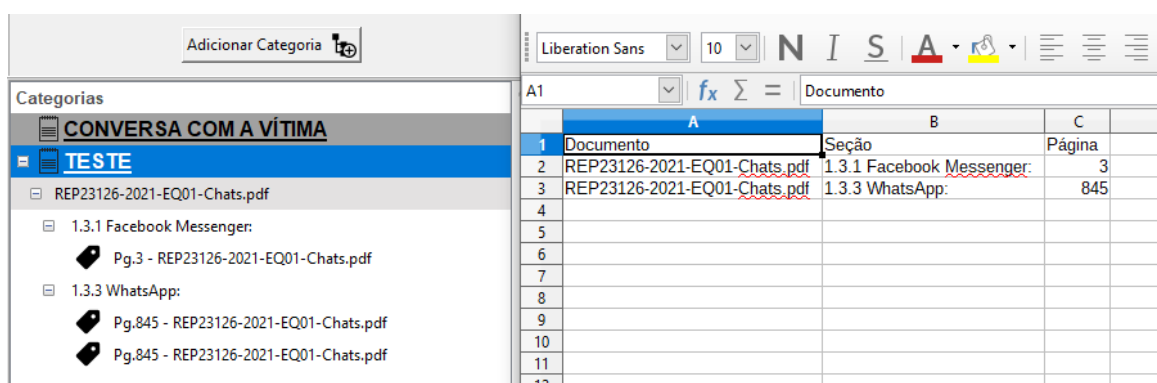 Adicionar Categoria
Categorias
CONVERSA COM A VÍTIMA
TESTE
REP23126-2021-EQ01-Chats.pdf
1.3.1 Facebook Messenger:
Pg.3 - REP23126-2021-EQ01-Chats.pdf
1.3.3 WhatsApp:
Pg.845 - REP23126-2021-EQ01-Chats.pdf
Pg.845 - REP23126-2021-EQ01-Chats.pdf
Liberation Sans 10 N I S A
A1 fx Σ = Documento
A B C
1 Documento Seção Página
2 REP23126-2021-EQ01-Chats.pdf 1.3.1 Facebook Messenger: 3
3 REP23126-2021-EQ01-Chats.pdf 1.3.3 WhatsApp: 845
4
5
6
7
8
9
10
11